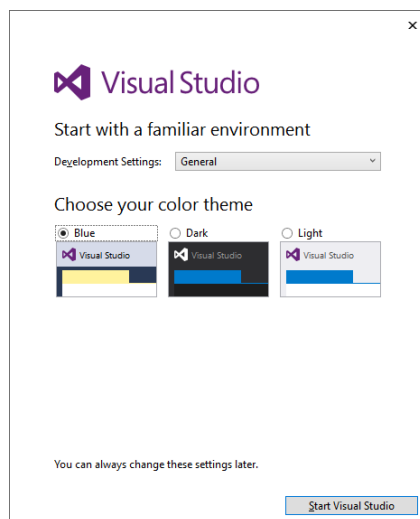 Visual Studio
Start with a familiar environment
Development Settings: General
Choose your color theme
Blue Dark Light
Visual Studio Visual Studio Visual Studio
You can always change these settings later.
Start Visual Studio